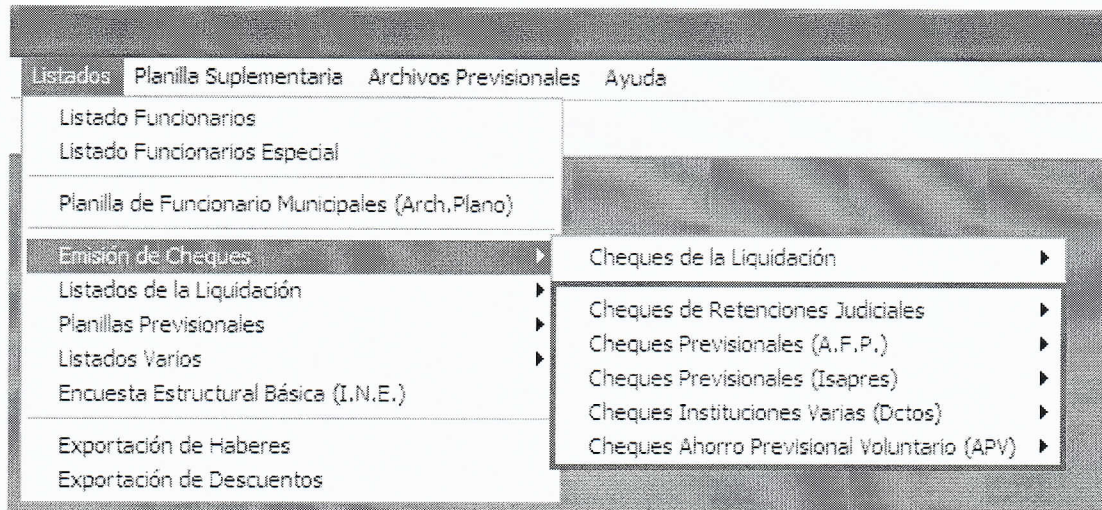 Listados Planilla Suplementaria Archivos Previsionales Ayuda
Listado Funcionarios
Listado Funcionarios Especial
Planilla de Funcionario Municipales (Arch.Plano)
Emisión de Cheques
Listados de la Liquidación
Planillas Previsionales
Listados Varios
Encuesta Estructural Básica (I.N.E.)
Exportación de Haberes
Exportación de Descuentos
Cheques de la Liquidación
Cheques de Retenciones Judiciales
Cheques Previsionales (A.F.P.)
Cheques Previsionales (Isapres)
Cheques Instituciones Varias (Dctos)
Cheques Ahorro Previsional Voluntario (APV)